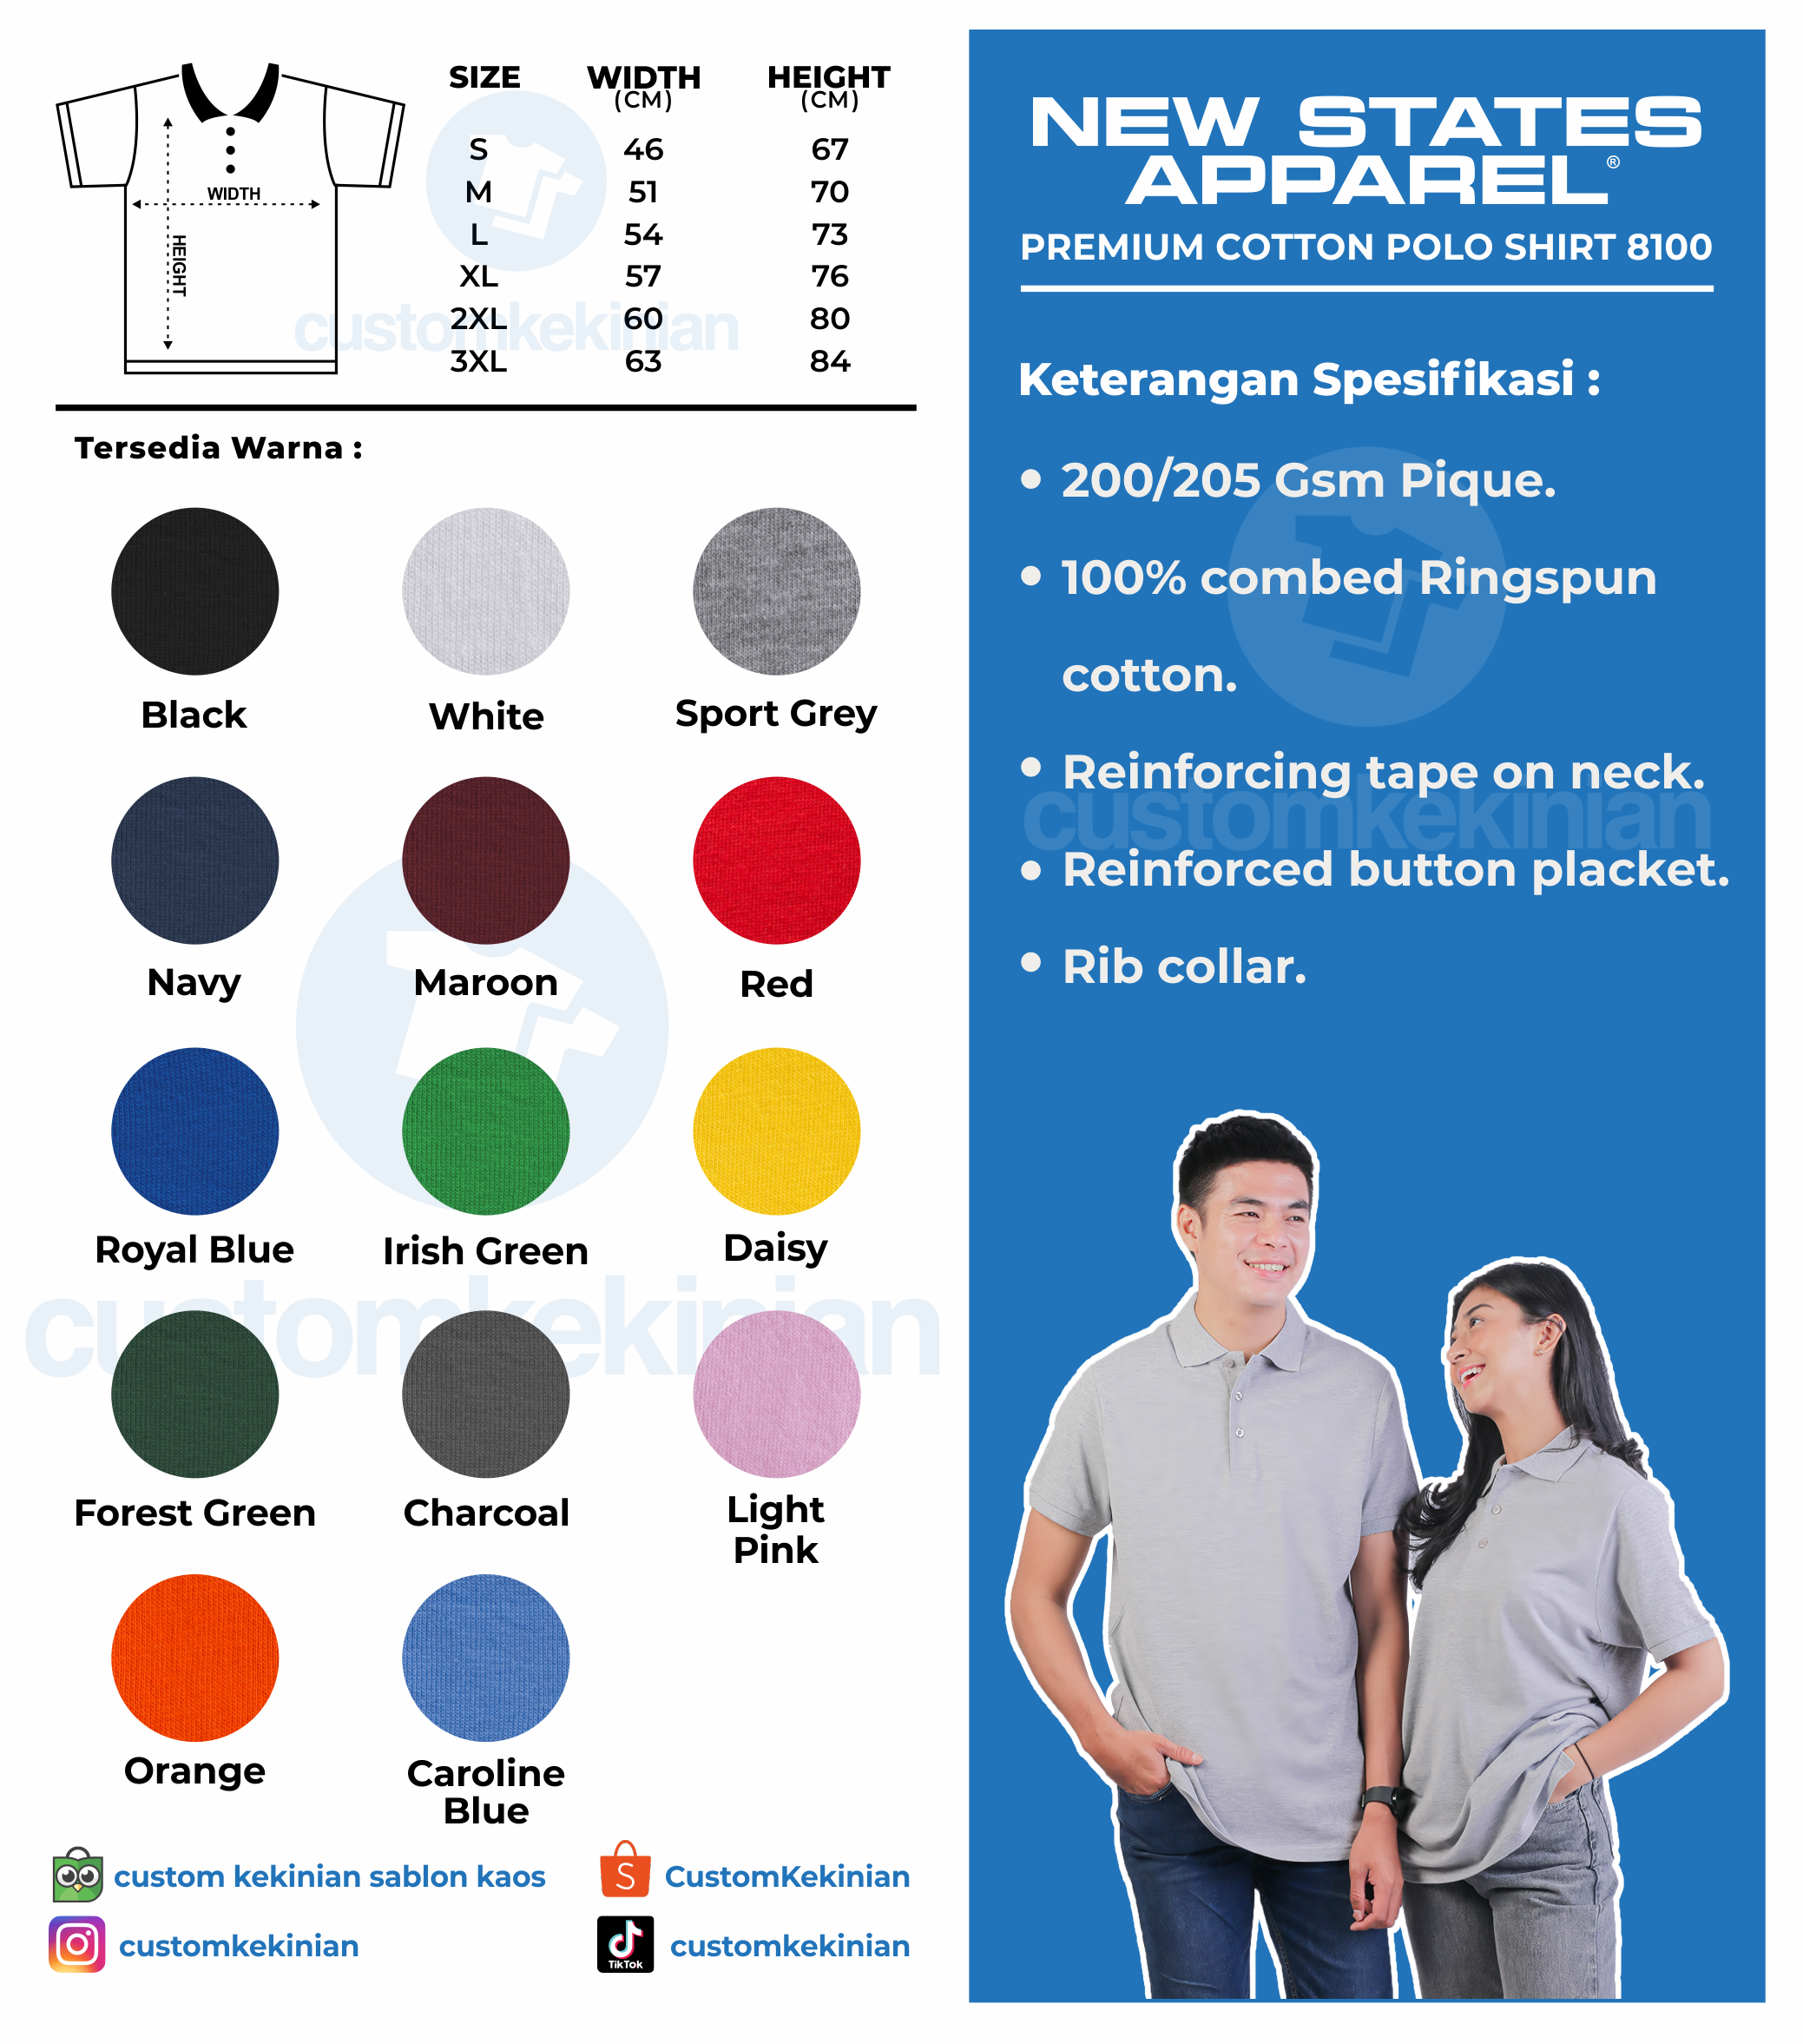 SIZE WIDTH HEIGHT
(CM) (CM)
S 46 67
M 51 70
L 54 73
XL 57 76
2XL 60 80
3XL 63 84
WIDTH
HEIGHT
customkekinian
Tersedia Warna :
Black White Sport Grey
Navy Maroon Red
Royal Blue Irish Green Daisy
customkekinian
Forest Green Charcoal Light
Pink
Orange Caroline
Blue
custom kekinian sablon kaos
S CustomKekinian
customkekinian
TikTok customkekinian
NEW STATES
APPAREL®
PREMIUM COTTON POLO SHIRT 8100
Keterangan Spesifikasi :
• 200/205 Gsm Pique.
• 100% combed Ringspun
cotton.
• Reinforcing tape on neck.
customkekinian
• Reinforced button placket.
• Rib collar.